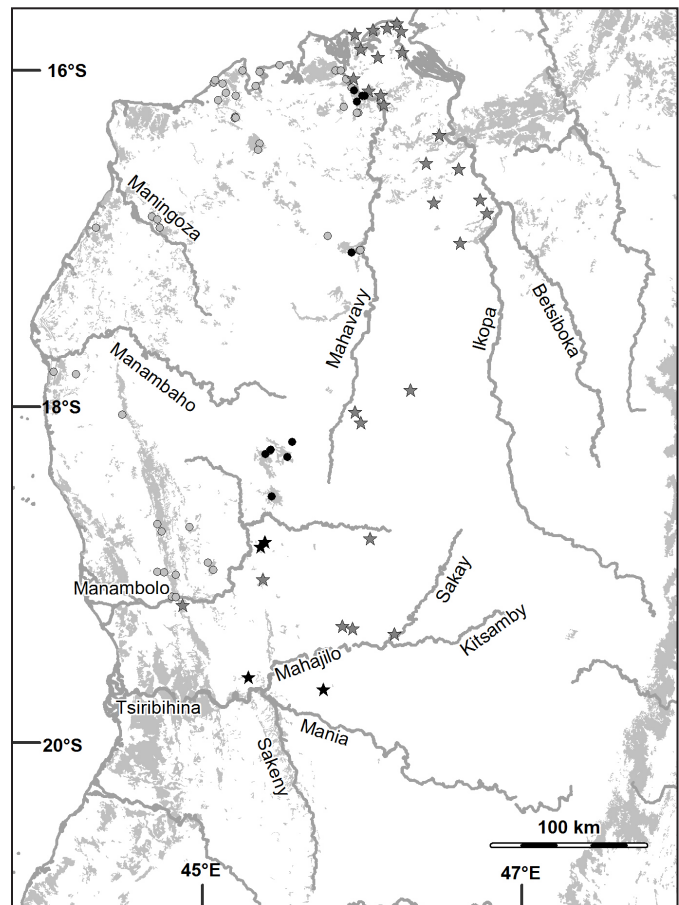 16°S
Maningoza
Mahavavy
Ikopa
Betsiboka
Manambaho
18°S
Manambolo
Sakay
Kitsamby
Mahajilo
Tsiribihina
Mania
20°S
Sakeny
100 km
45°E
47°E